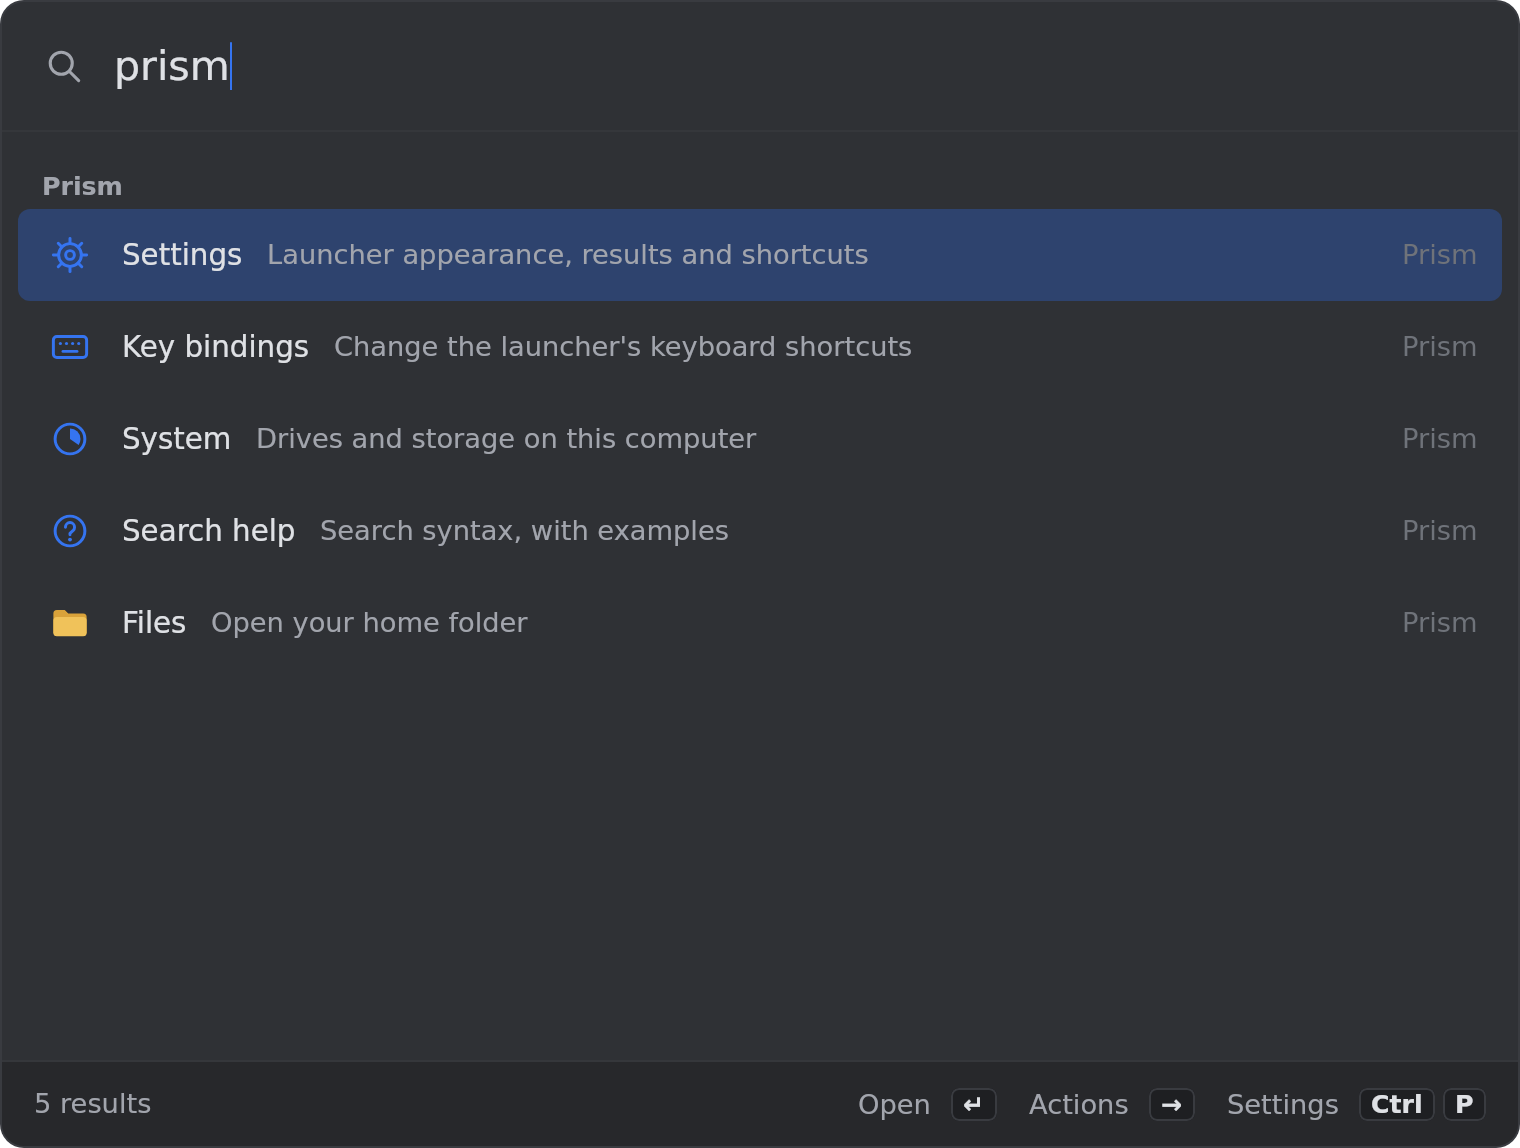 prism
Prism
Settings Launcher appearance, results and shortcuts Prism
Key bindings Change the launcher's keyboard shortcuts Prism
System Drives and storage on this computer Prism
Search help Search syntax, with examples Prism
Files Open your home folder Prism
5 results Open ↵ Actions → Settings Ctrl P